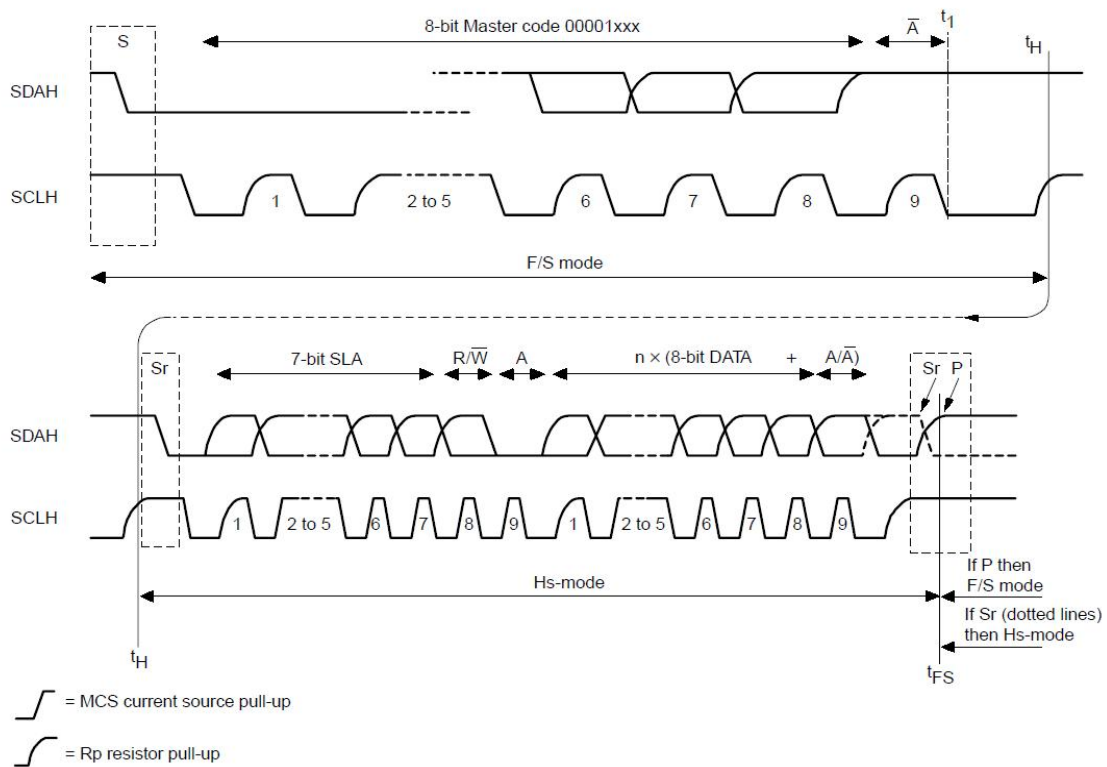 8-bit Master code 00001xxx
A̅
t1
S
tH
SDAH
SCLH
1
2 to 5
6
7
8
9
F/S mode
7-bit SLA
R/W̅
A
n × (8-bit DATA
+
A/A̅)
Sr
Sr
P
SDAH
SCLH
1
2 to 5
6
7
8
9
1
2 to 5
6
7
8
9
Hs-mode
If P then
F/S mode
If Sr (dotted lines)
then Hs-mode
tH
tFS
= MCS current source pull-up
= Rp resistor pull-up